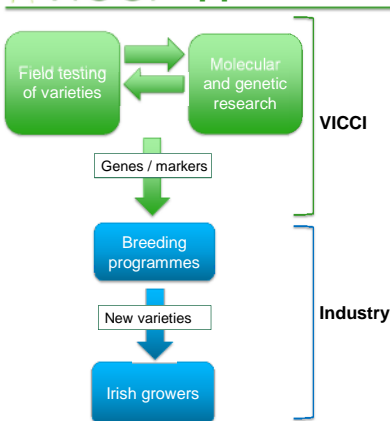 Field testing
of varieties
Molecular
and genetic
research
VICCI
Genes / markers
Breeding
programmes
Industry
New varieties
Irish growers